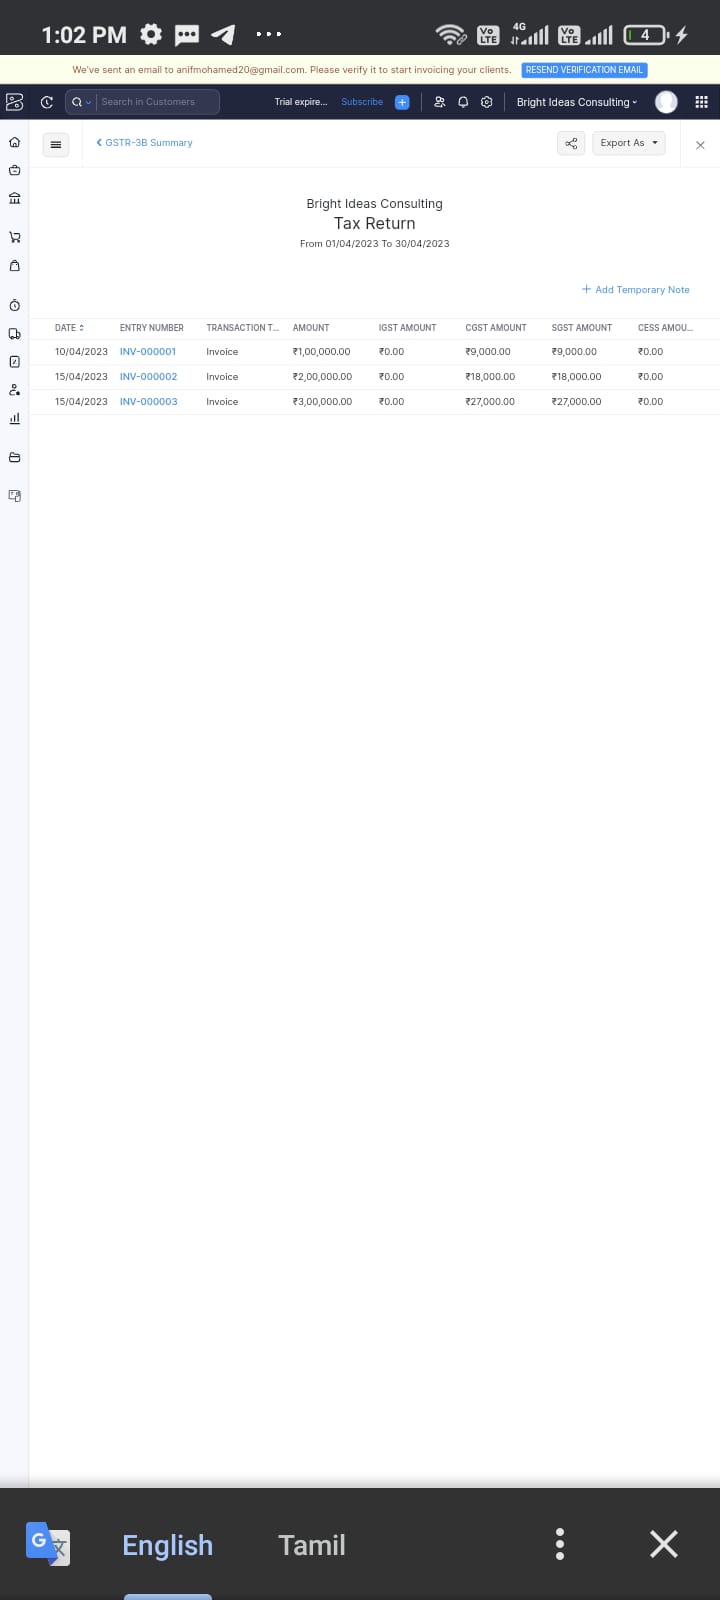 1:02 PM
Vo LTE
4G
Vo LTE
4
We've sent an email to anifmohamed20@gmail.com. Please verify it to start invoicing your clients. RESEND VERIFICATION EMAIL
Search in Customers
Trial expire... Subscribe
Bright Ideas Consulting
GSTR-3B Summary
Export As
Bright Ideas Consulting
Tax Return
From 01/04/2023 To 30/04/2023
+ Add Temporary Note
DATE ENTRY NUMBER TRANSACTION T... AMOUNT IGST AMOUNT CGST AMOUNT SGST AMOUNT CESS AMOU...
10/04/2023 INV-000001 Invoice ₹1,00,000.00 ₹0.00 ₹9,000.00 ₹9,000.00 ₹0.00
15/04/2023 INV-000002 Invoice ₹2,00,000.00 ₹0.00 ₹18,000.00 ₹18,000.00 ₹0.00
15/04/2023 INV-000003 Invoice ₹3,00,000.00 ₹0.00 ₹27,000.00 ₹27,000.00 ₹0.00
G 文
English Tamil